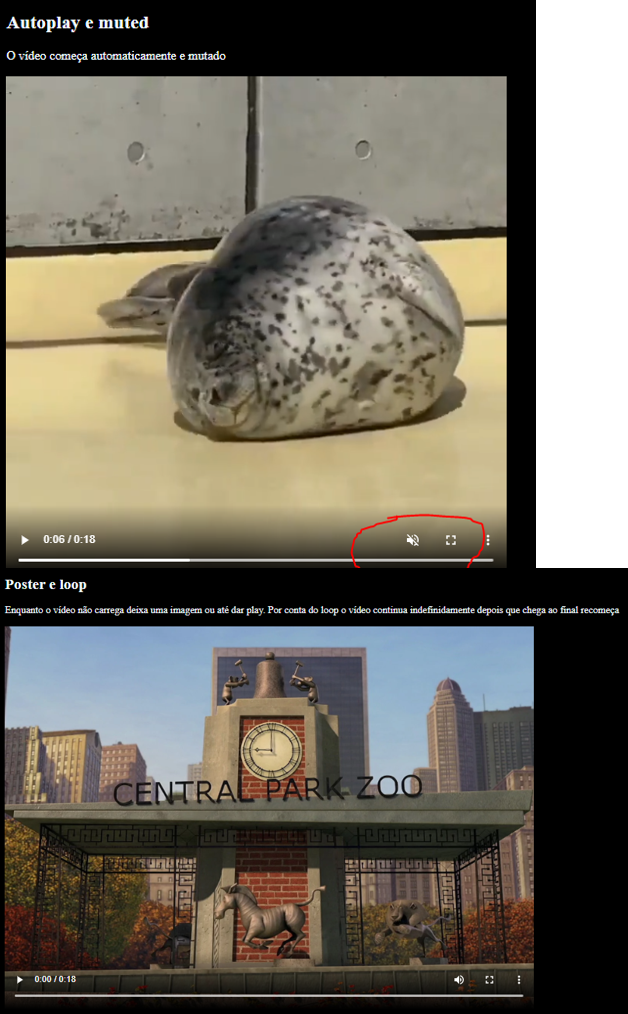 Autoplay e muted
O vídeo começa automaticamente e mutado
0:06 / 0:18
Poster e loop
Enquanto o vídeo não carrega deixa uma imagem ou até dar play. Por conta do loop o vídeo continua indefinidamente depois que chega ao final recomeça
CENTRAL PARK ZOO
0:00 / 0:18